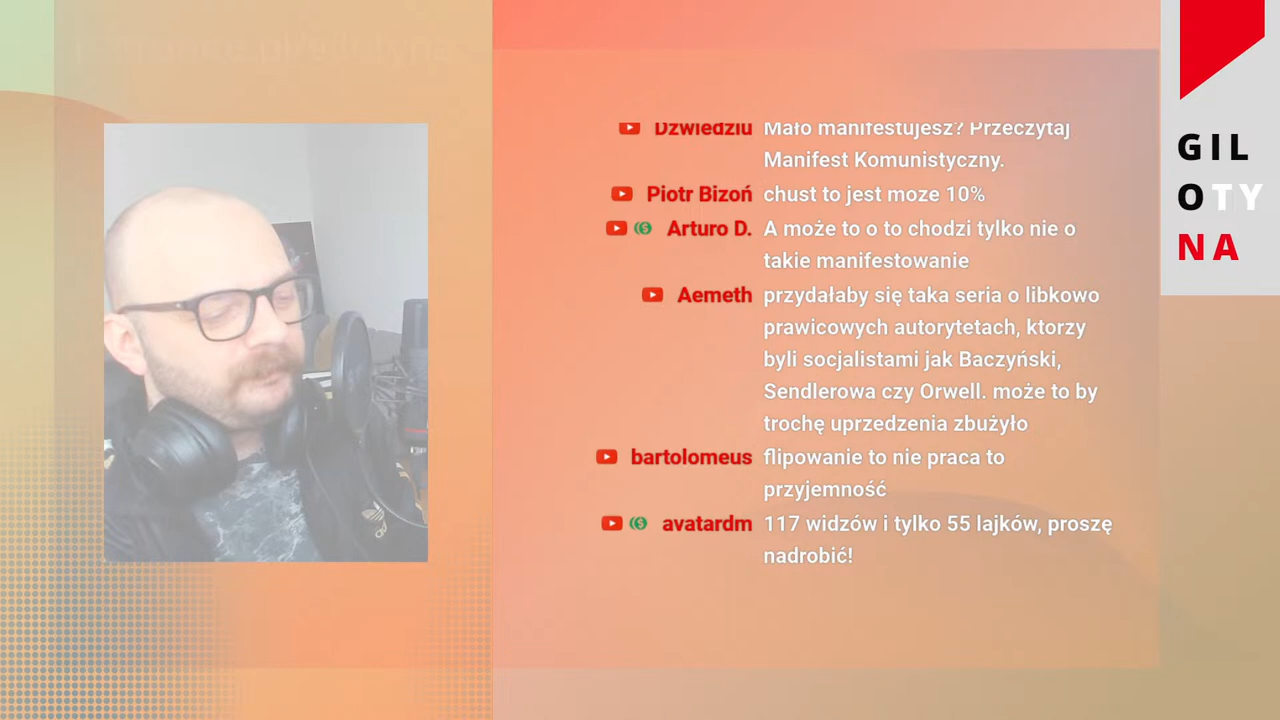 Dzwiedziu Mało manifestujesz? Przeczytaj
Manifest Komunistyczny.
Piotr Bizoń chust to jest moze 10%
Arturo D. A może to o to chodzi tylko nie o
takie manifestowanie
Aemeth przydałaby się taka seria o libkowo
prawicowych autorytetach, ktorzy
byli socjalistami jak Baczyński,
Sendlerowa czy Orwell. może to by
trochę uprzedzenia zbużyło
bartolomeus flipowanie to nie praca to
przyjemność
avatardm 117 widzów i tylko 55 lajków, proszę
nadrobić!
GIL
OTY
NA